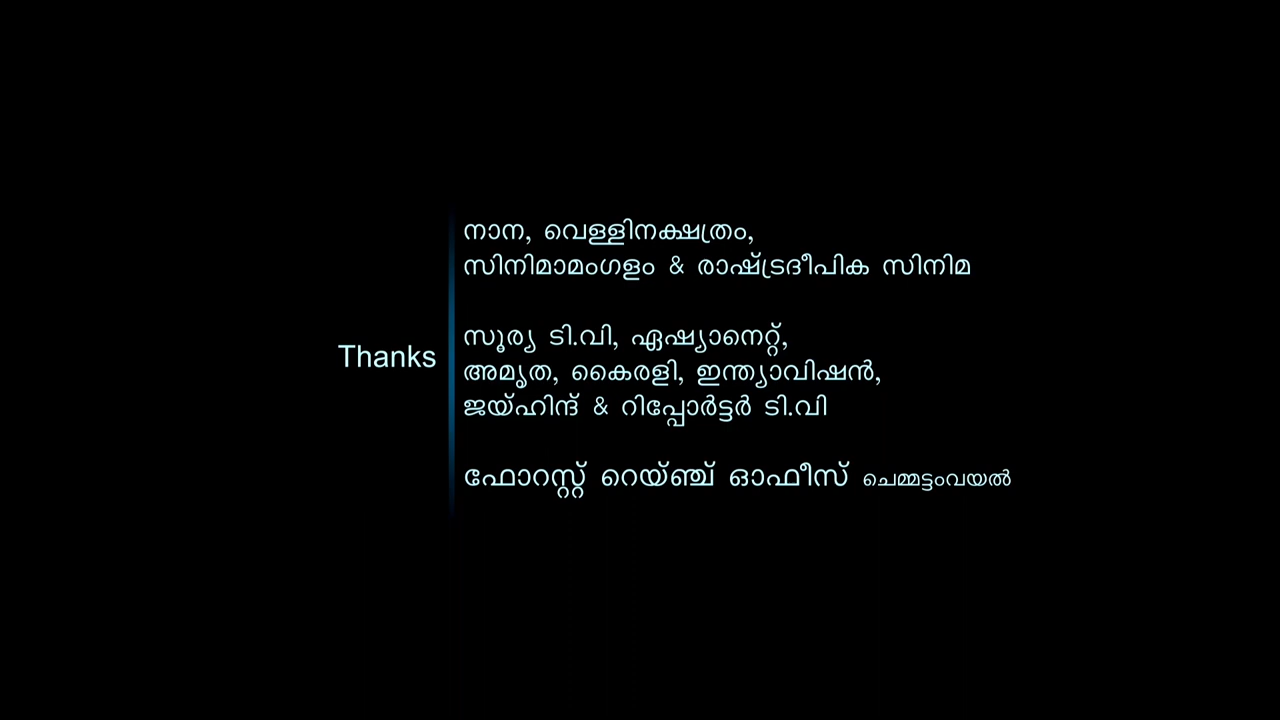 Thanks
നാന, വെള്ളിനക്ഷത്രം,
സിനിമാമംഗളം & രാഷ്ട്രദീപിക സിനിമ
സൂര്യ ടി.വി, ഏഷ്യാനെറ്റ്,
അമൃത, കൈരളി, ഇന്ത്യാവിഷൻ,
ജയ്ഹിന്ദ് & റിപ്പോർട്ടർ ടി.വി
ഫോറസ്റ്റ് റെയ്ഞ്ച് ഓഫീസ് ചെമ്മട്ടംവയൽ